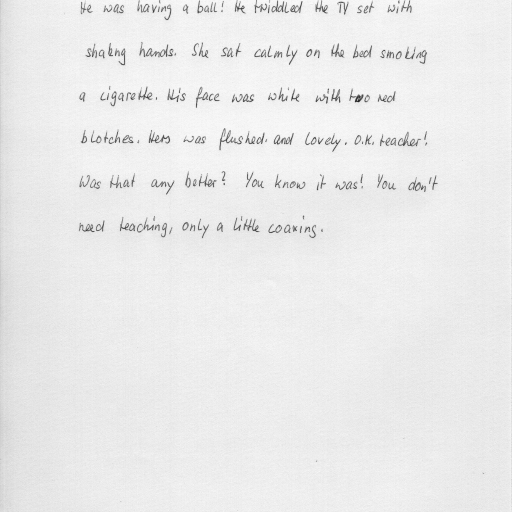 He was having a ball! He twiddled the TV set with
shaking hands. She sat calmly on the bed smoking
a cigarette. His face was white with two red
blotches. Hers was flushed. and lovely. O.K. teacher!
Was that any better? You know it was! You don't
need teaching, only a little coaxing.